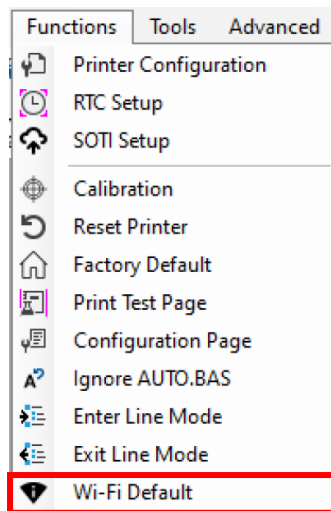 Functions Tools Advanced
Printer Configuration
RTC Setup
SOTI Setup
Calibration
Reset Printer
Factory Default
Print Test Page
Configuration Page
Ignore AUTO.BAS
Enter Line Mode
Exit Line Mode
Wi-Fi Default